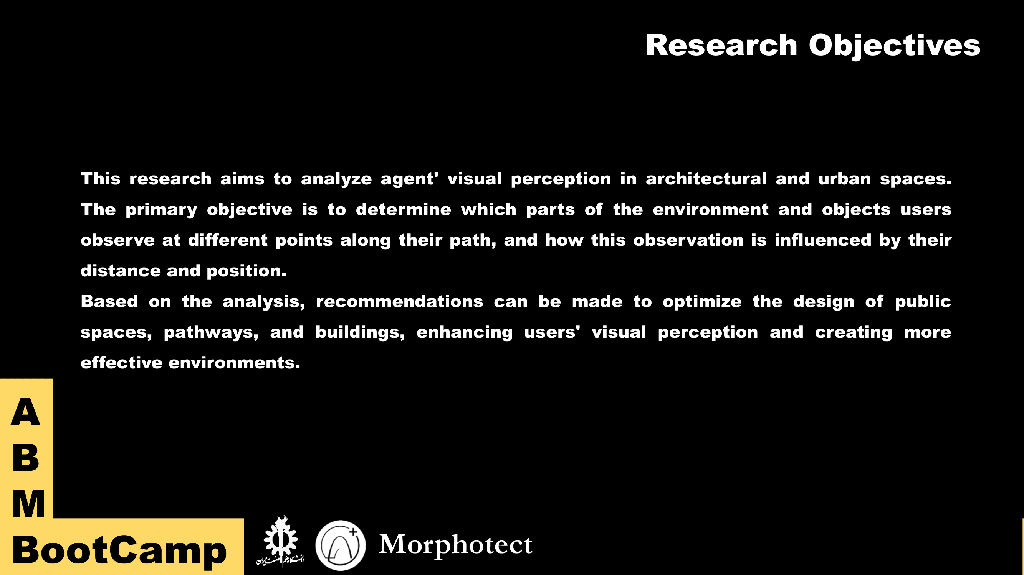 Research Objectives
This research aims to analyze agent' visual perception in architectural and urban spaces.
The primary objective is to determine which parts of the environment and objects users
observe at different points along their path, and how this observation is influenced by their
distance and position.
Based on the analysis, recommendations can be made to optimize the design of public
spaces, pathways, and buildings, enhancing users' visual perception and creating more
effective environments.
A
B
M
BootCamp
Morphotect